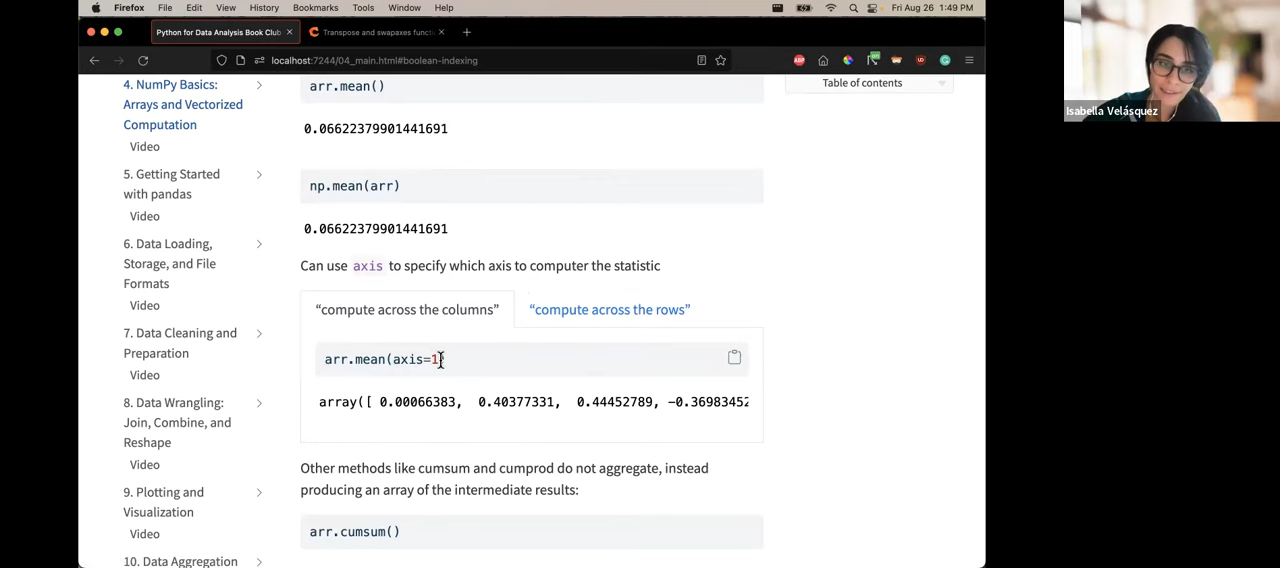 Firefox File Edit View History Bookmarks Tools Window Help Fri Aug 26 1:49 PM
Python for Data Analysis Book Club × Transpose and swapaxes funct × +
localhost:7244/04_main.html#boolean-indexing
Isabella Velásquez
4. NumPy Basics:
Arrays and Vectorized
Computation
Video
5. Getting Started
with pandas
Video
6. Data Loading,
Storage, and File
Formats
Video
7. Data Cleaning and
Preparation
Video
8. Data Wrangling:
Join, Combine, and
Reshape
Video
9. Plotting and
Visualization
Video
10. Data Aggregation
arr.mean()
0.06622379901441691
np.mean(arr)
0.06622379901441691
Can use axis to specify which axis to computer the statistic
“compute across the columns” “compute across the rows”
arr.mean(axis=1)
array([ 0.00066383, 0.40377331, 0.44452789, -0.36983452
Other methods like cumsum and cumprod do not aggregate, instead
producing an array of the intermediate results:
arr.cumsum()
Table of contents